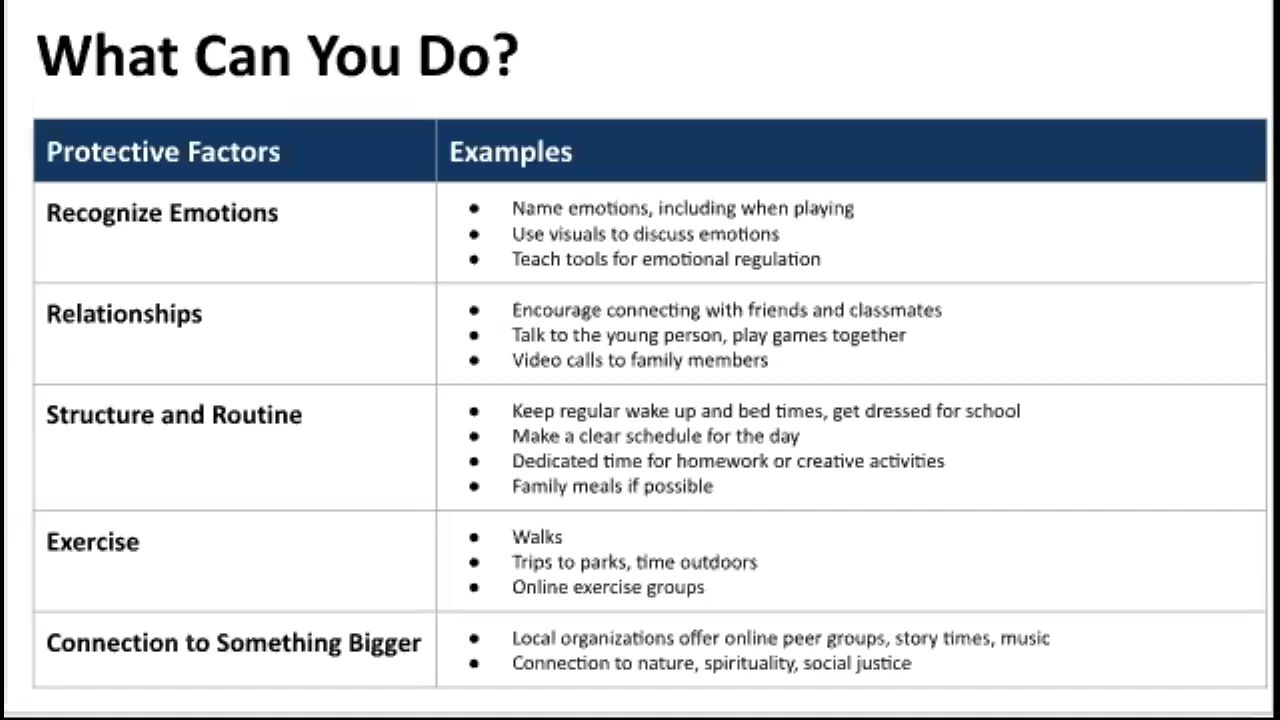 What Can You Do?
Protective Factors
Examples
Recognize Emotions
● Name emotions, including when playing
● Use visuals to discuss emotions
● Teach tools for emotional regulation
Relationships
● Encourage connecting with friends and classmates
● Talk to the young person, play games together
● Video calls to family members
Structure and Routine
● Keep regular wake up and bed times, get dressed for school
● Make a clear schedule for the day
● Dedicated time for homework or creative activities
● Family meals if possible
Exercise
● Walks
● Trips to parks, time outdoors
● Online exercise groups
Connection to Something Bigger
● Local organizations offer online peer groups, story times, music
● Connection to nature, spirituality, social justice